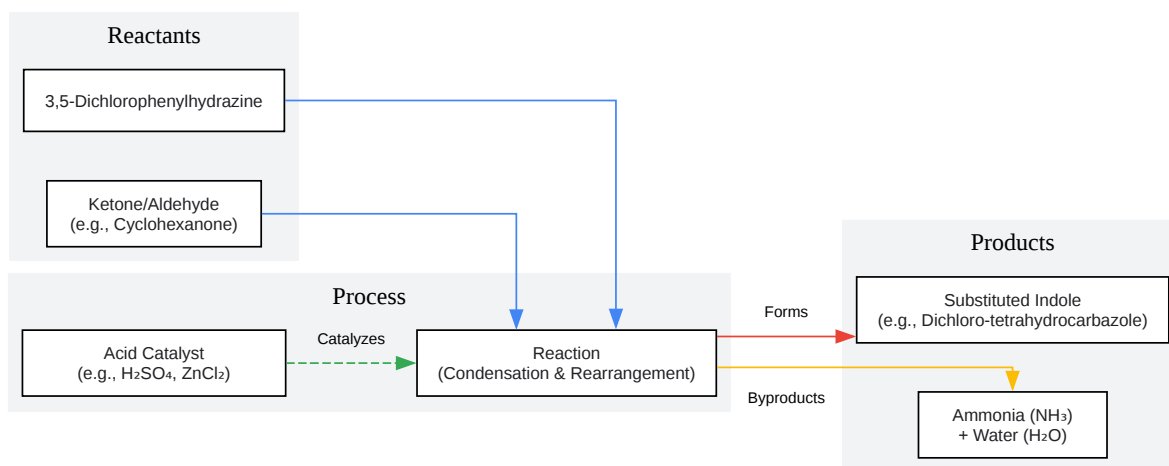 Reactants
3,5-Dichlorophenylhydrazine
Ketone/Aldehyde
(e.g., Cyclohexanone)
Process
Acid Catalyst
(e.g., H₂SO₄, ZnCl₂)
Catalyzes
Reaction
(Condensation & Rearrangement)
Forms
Byproducts
Products
Substituted Indole
(e.g., Dichloro-tetrahydrocarbazole)
Ammonia (NH₃)
+ Water (H₂O)